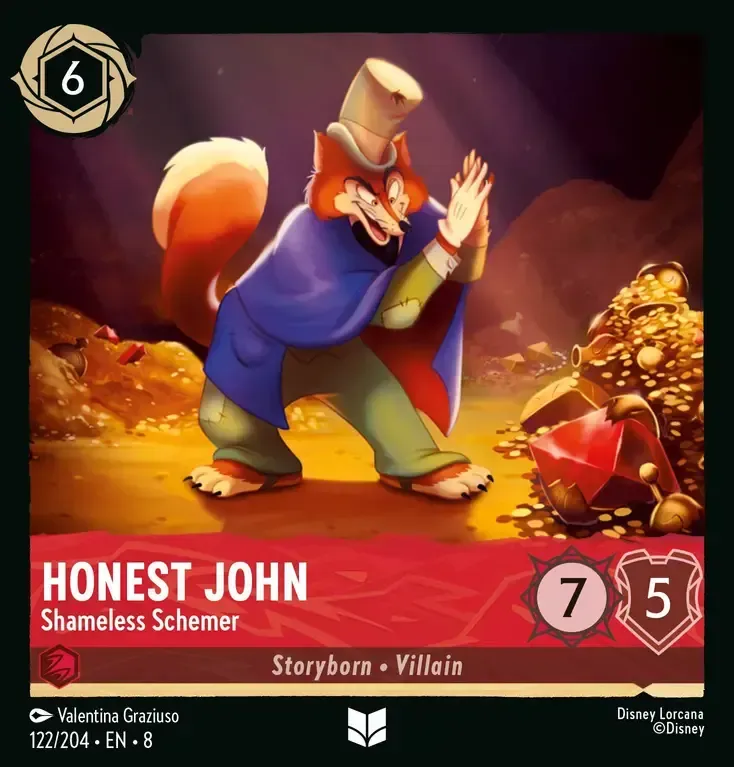 6
HONEST JOHN
Shameless Schemer
7
5
Storyborn • Villain
Valentina Graziuso
122/204 • EN • 8
Disney Lorcana
©Disney